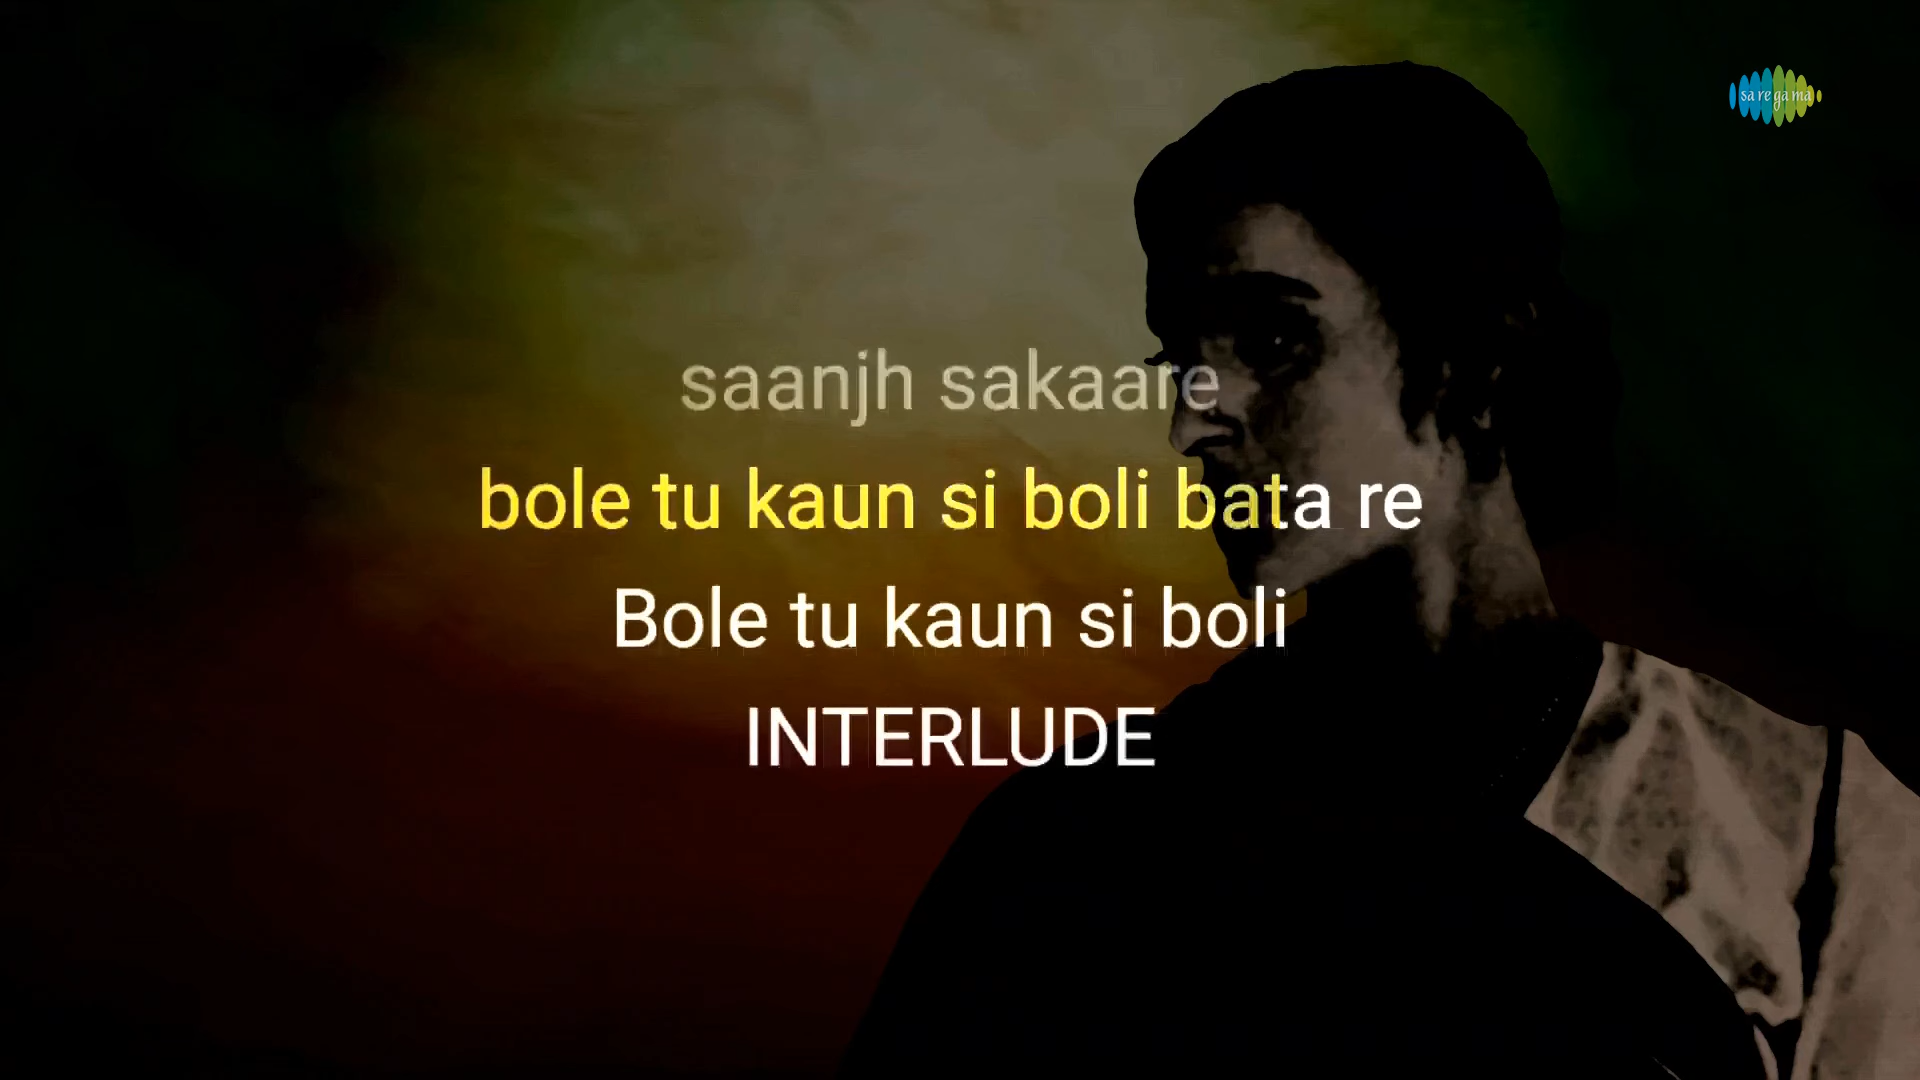 sa re ga ma
saanjh sakaare
bole tu kaun si boli bata re
Bole tu kaun si boli
INTERLUDE